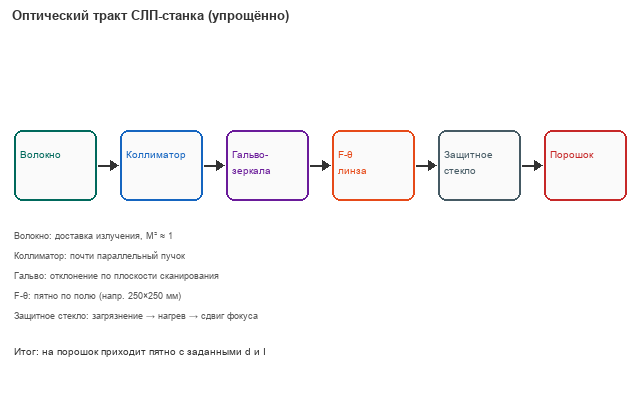 Оптический тракт СЛП-станка (упрощённо)
Волокно
Коллиматор
Гальво-
зеркала
F-θ
линза
Защитное
стекло
Порошок
Волокно: доставка излучения, M² ≈ 1
Коллиматор: почти параллельный пучок
Гальво: отклонение по плоскости сканирования
F-θ: пятно по полю (напр. 250×250 мм)
Защитное стекло: загрязнение → нагрев → сдвиг фокуса
Итог: на порошок приходит пятно с заданными d и I